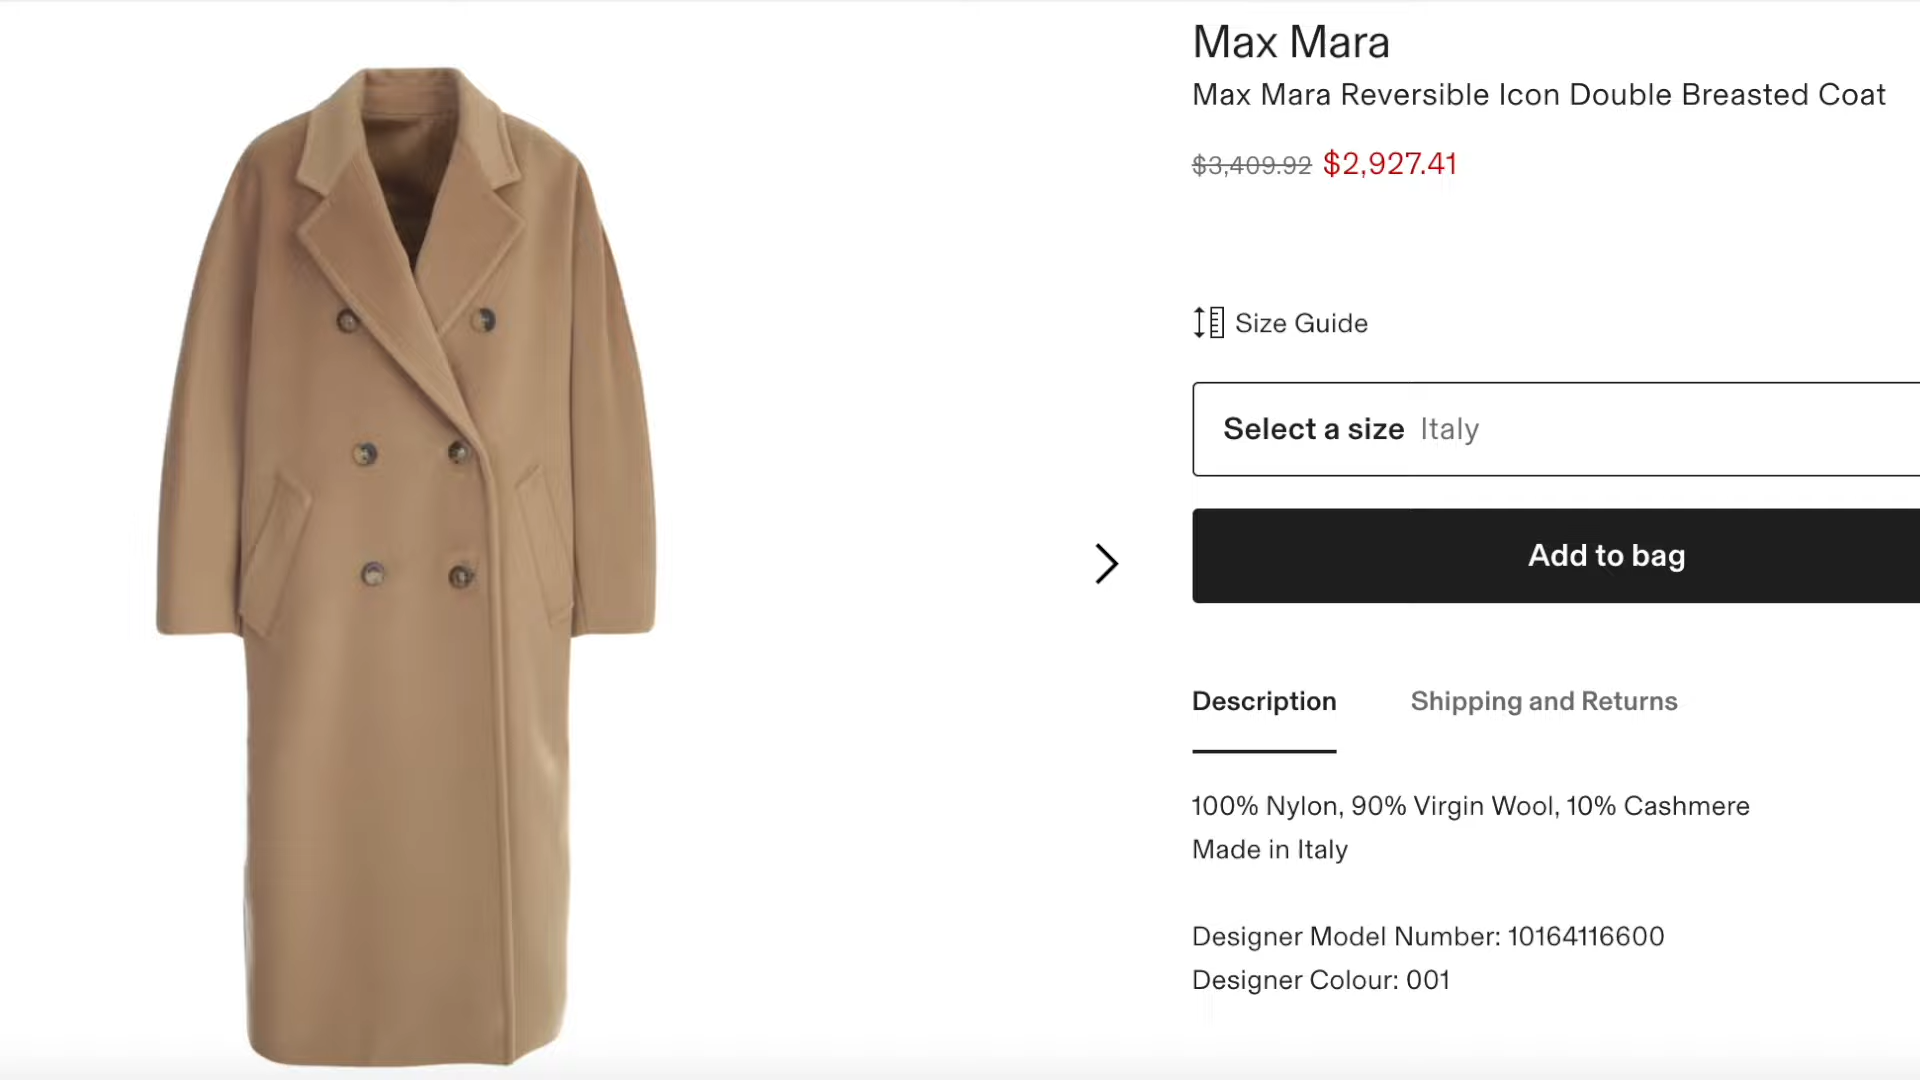 Max Mara
Max Mara Reversible Icon Double Breasted Coat
$3,409.92 $2,927.41
Size Guide
Select a size Italy
Add to bag
Description Shipping and Returns
100% Nylon, 90% Virgin Wool, 10% Cashmere
Made in Italy
Designer Model Number: 10164116600
Designer Colour: 001